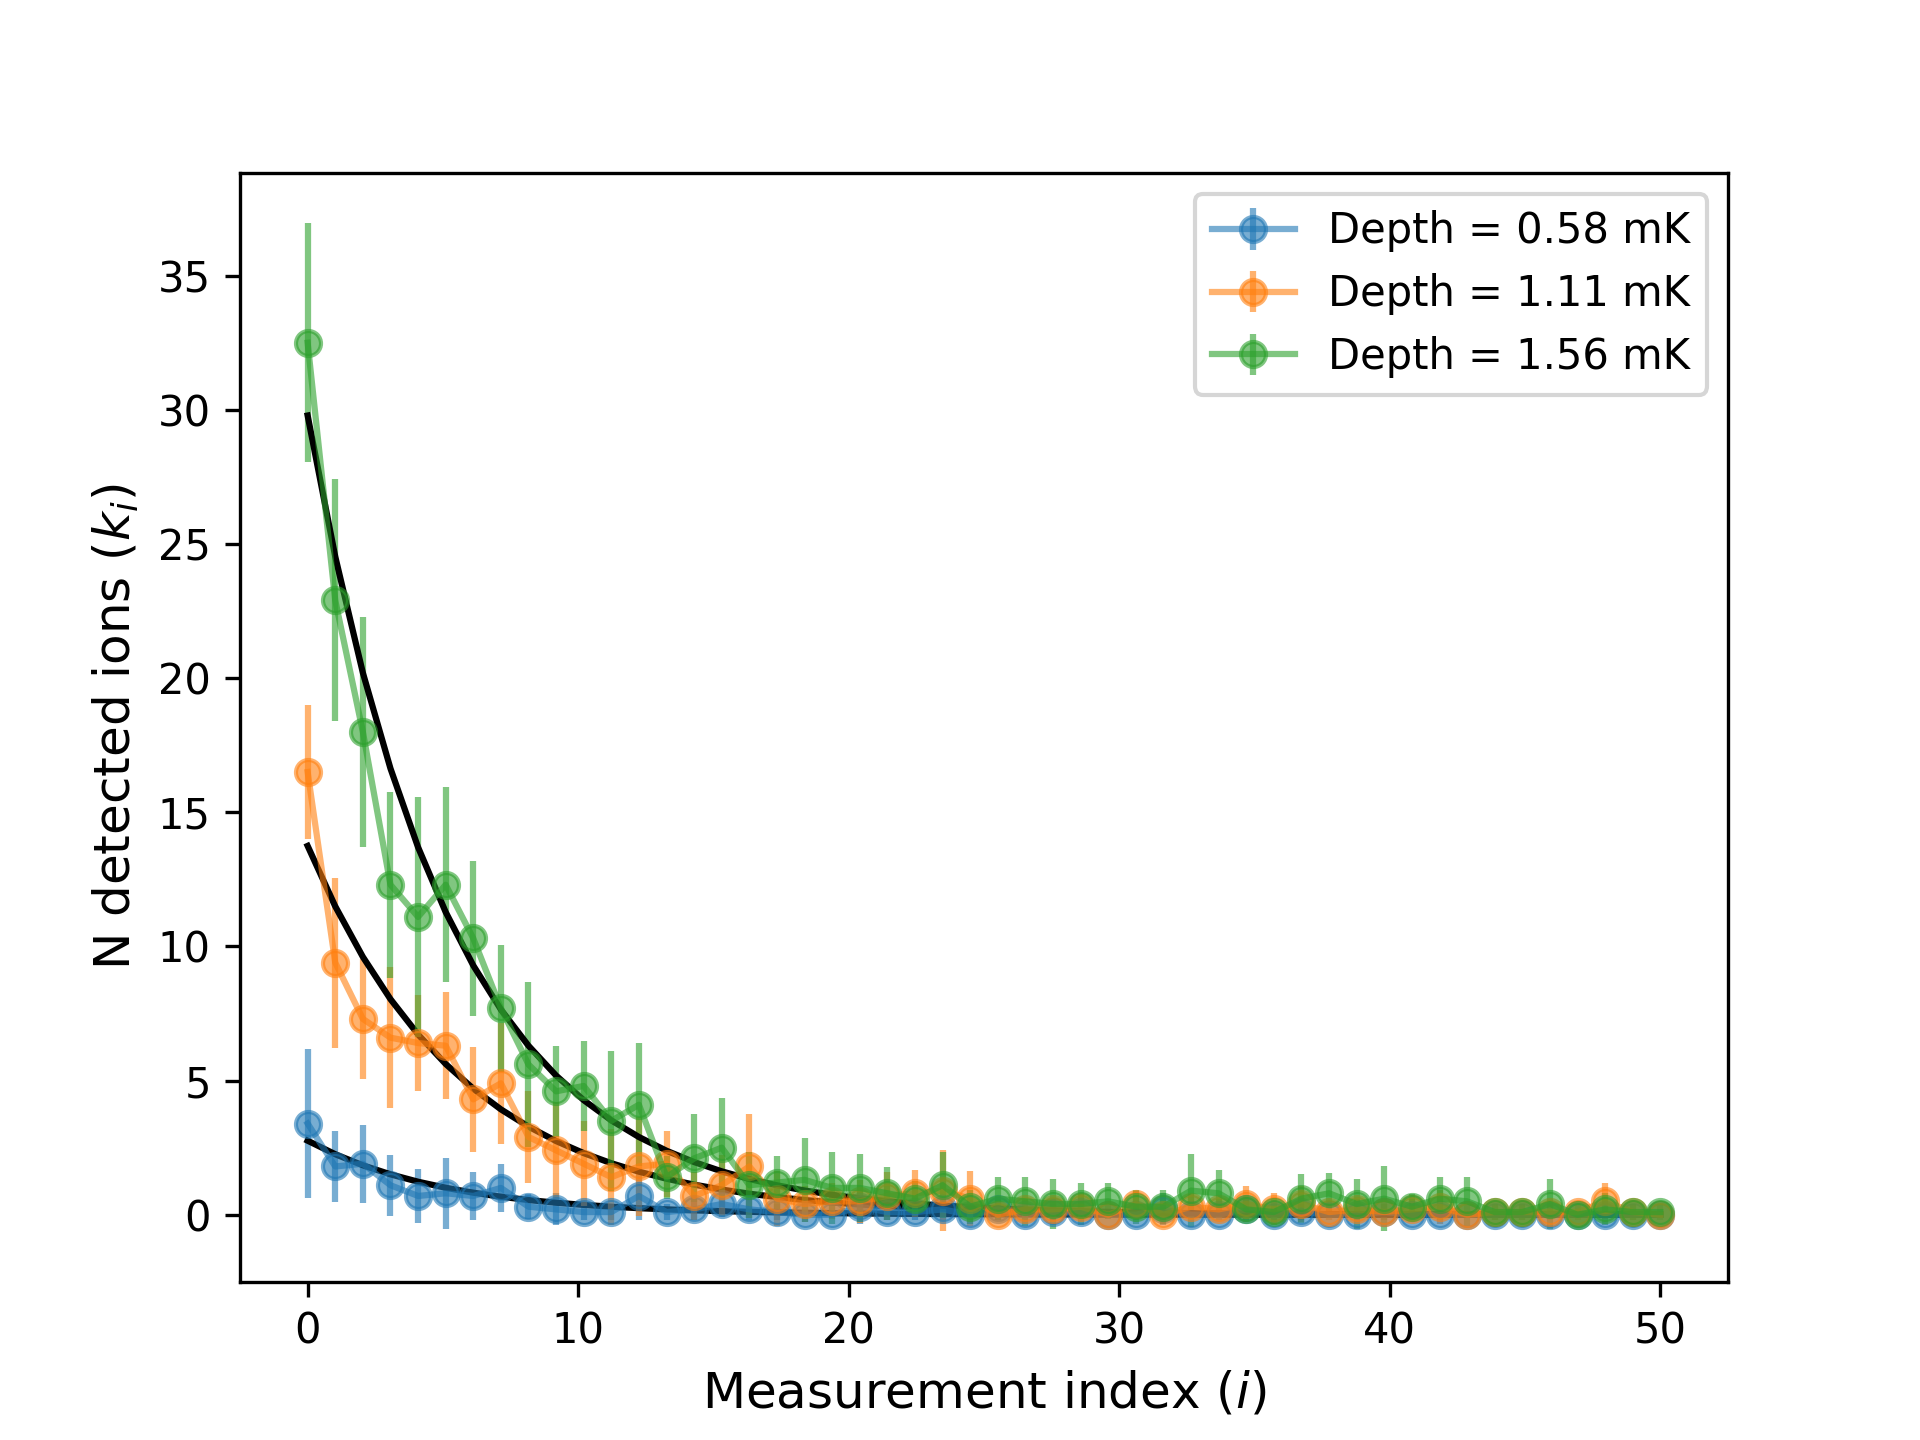 Depth = 0.58 mK
Depth = 1.11 mK
Depth = 1.56 mK
35
30
25
20
15
10
5
0
N detected ions (kᵢ)
0 10 20 30 40 50
Measurement index (i)